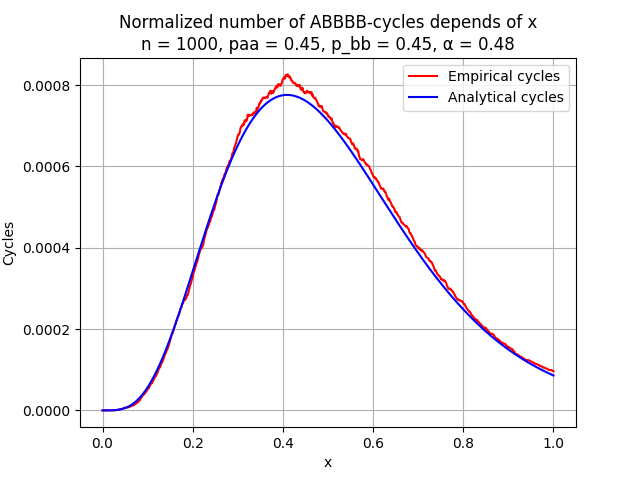 Normalized number of ABBBB-cycles depends of x
n = 1000, paa = 0.45, p_bb = 0.45, α = 0.48
Empirical cycles
Analytical cycles
Cycles
0.0008
0.0006
0.0004
0.0002
0.0000
0.0 0.2 0.4 0.6 0.8 1.0
x